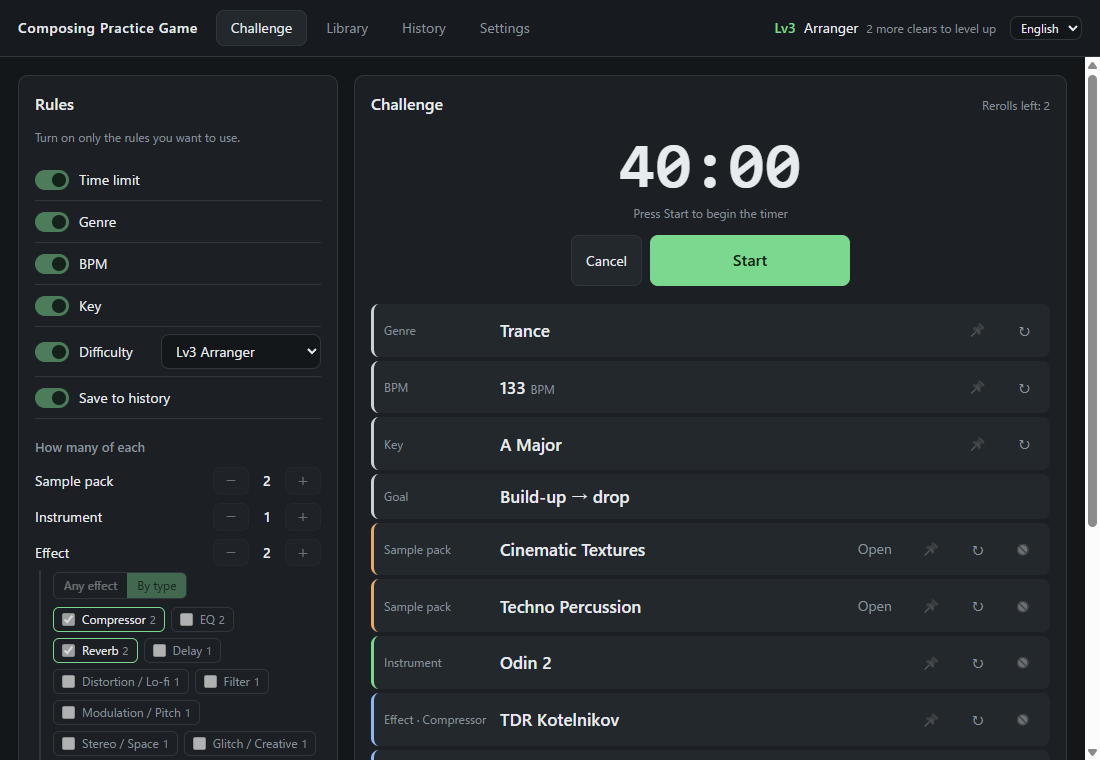 Composing Practice Game
Challenge
Library
History
Settings
Lv3 Arranger 2 more clears to level up
English
Rules
Turn on only the rules you want to use.
Time limit
Genre
BPM
Key
Difficulty Lv3 Arranger
Save to history
How many of each
Sample pack − 2 +
Instrument − 1 +
Effect − 2 +
Any effect By type
Compressor 2 EQ 2
Reverb 2 Delay 1
Distortion / Lo-fi 1 Filter 1
Modulation / Pitch 1
Stereo / Space 1 Glitch / Creative 1
Challenge Rerolls left: 2
40:00
Press Start to begin the timer
Cancel Start
Genre Trance
BPM 133 BPM
Key A Major
Goal Build-up → drop
Sample pack Cinematic Textures Open
Sample pack Techno Percussion Open
Instrument Odin 2
Effect · Compressor TDR Kotelnikov